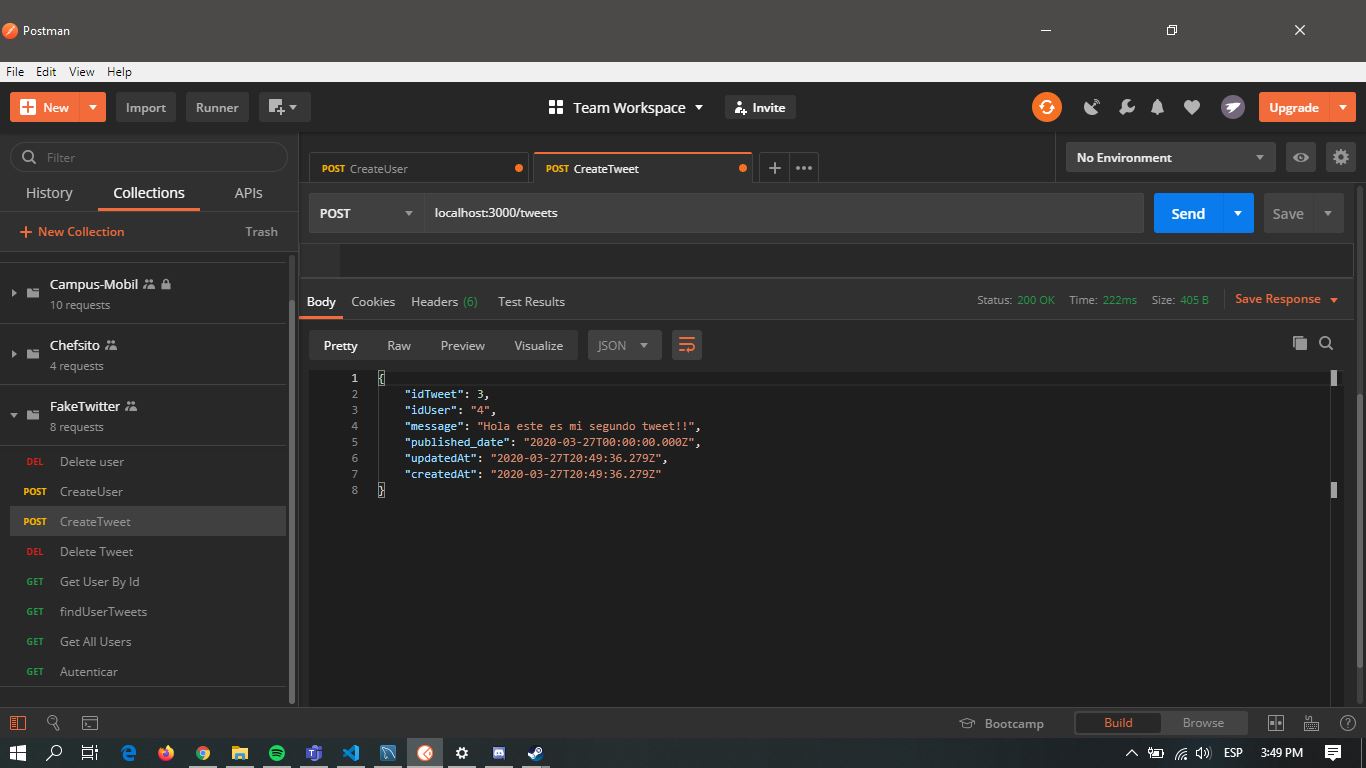 Postman
File Edit View Help
New Import Runner Team Workspace Invite Upgrade
Filter
History Collections APIs
New Collection Trash
Campus-Mobil
10 requests
Chefsito
4 requests
FakeTwitter
8 requests
DEL Delete user
POST CreateUser
POST CreateTweet
DEL Delete Tweet
GET Get User By Id
GET findUserTweets
GET Get All Users
GET Autenticar
POST CreateUser POST CreateTweet No Environment
POST localhost:3000/tweets Send Save
Body Cookies Headers (6) Test Results Status: 200 OK Time: 222ms Size: 405 B Save Response
Pretty Raw Preview Visualize JSON
1 {
2 "idTweet": 3,
3 "idUser": "4",
4 "message": "Hola este es mi segundo tweet!!",
5 "published_date": "2020-03-27T00:00:00.000Z",
6 "updatedAt": "2020-03-27T20:49:36.279Z",
7 "createdAt": "2020-03-27T20:49:36.279Z"
8 }
Bootcamp Build Browse
ESP 3:49 PM